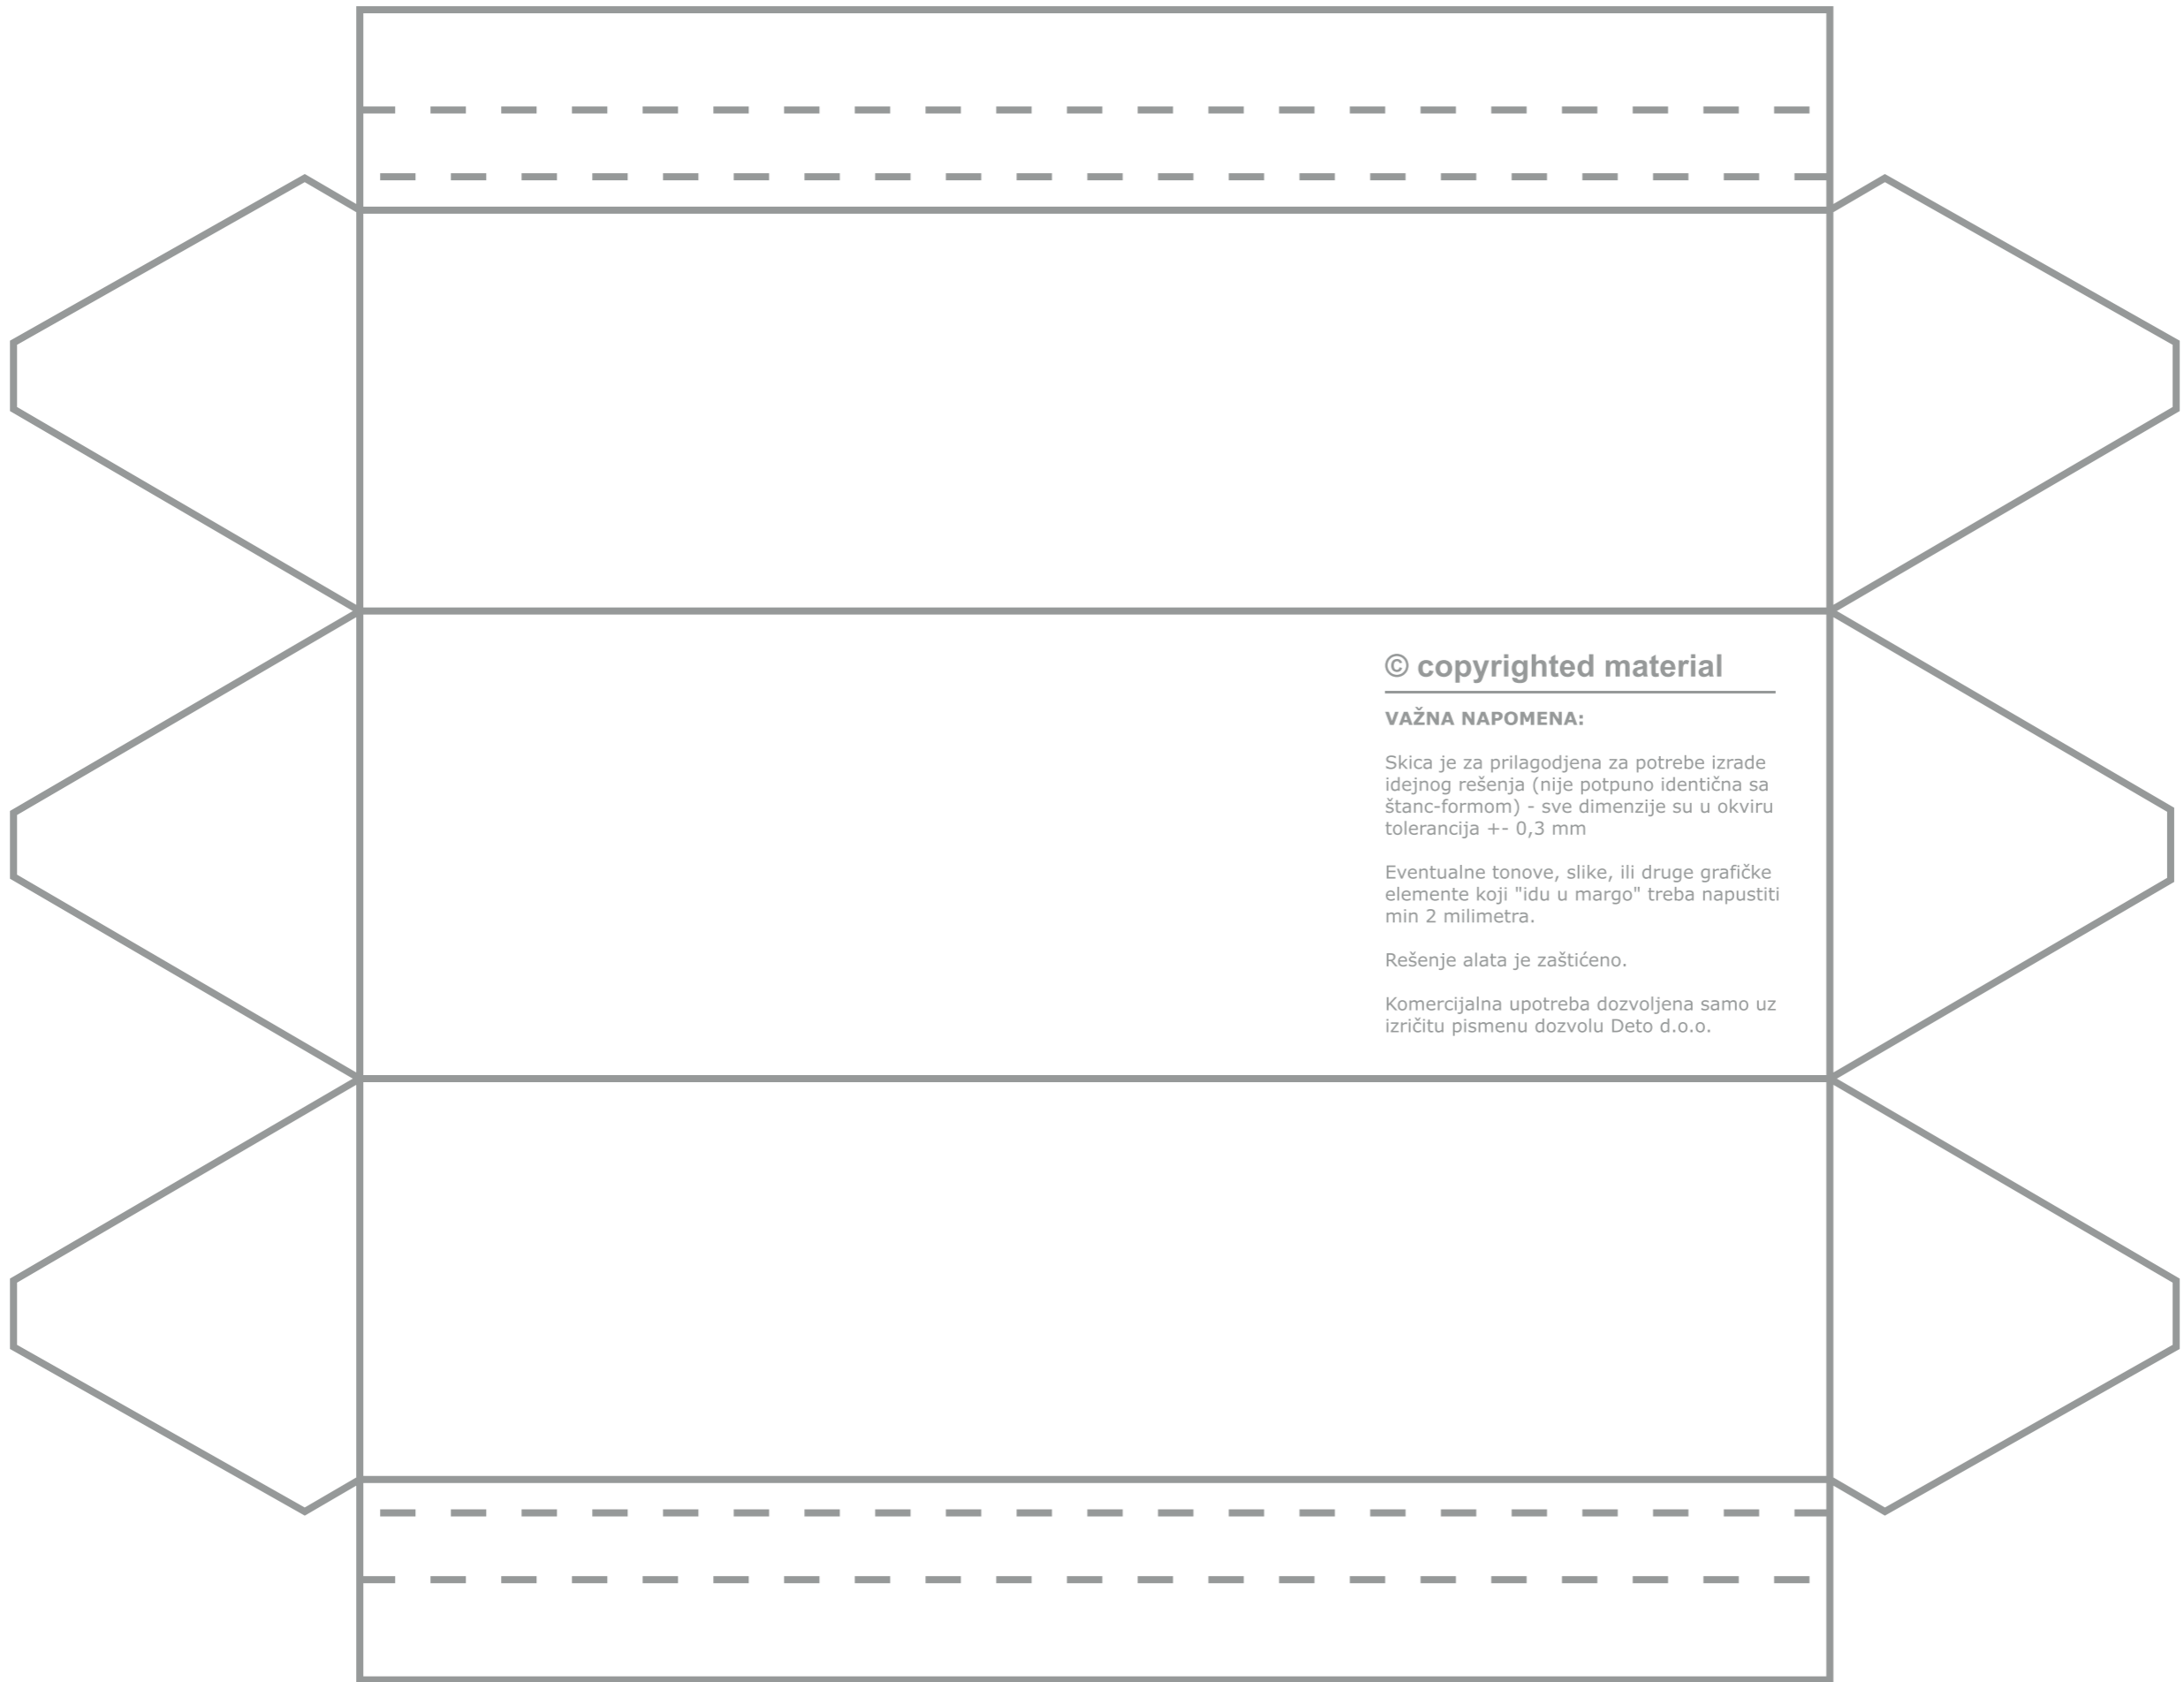 © copyrighted material
VAŽNA NAPOMENA:
Skica je za prilagodjena za potrebe izrade
idejnog rešenja (nije potpuno identična sa
štanc-formom) - sve dimenzije su u okviru
tolerancija +- 0,3 mm
Eventualne tonove, slike, ili druge grafičke
elemente koji "idu u margo" treba napustiti
min 2 milimetra.
Rešenje alata je zaštićeno.
Komercijalna upotreba dozvoljena samo uz
izričitu pismenu dozvolu Deto d.o.o.